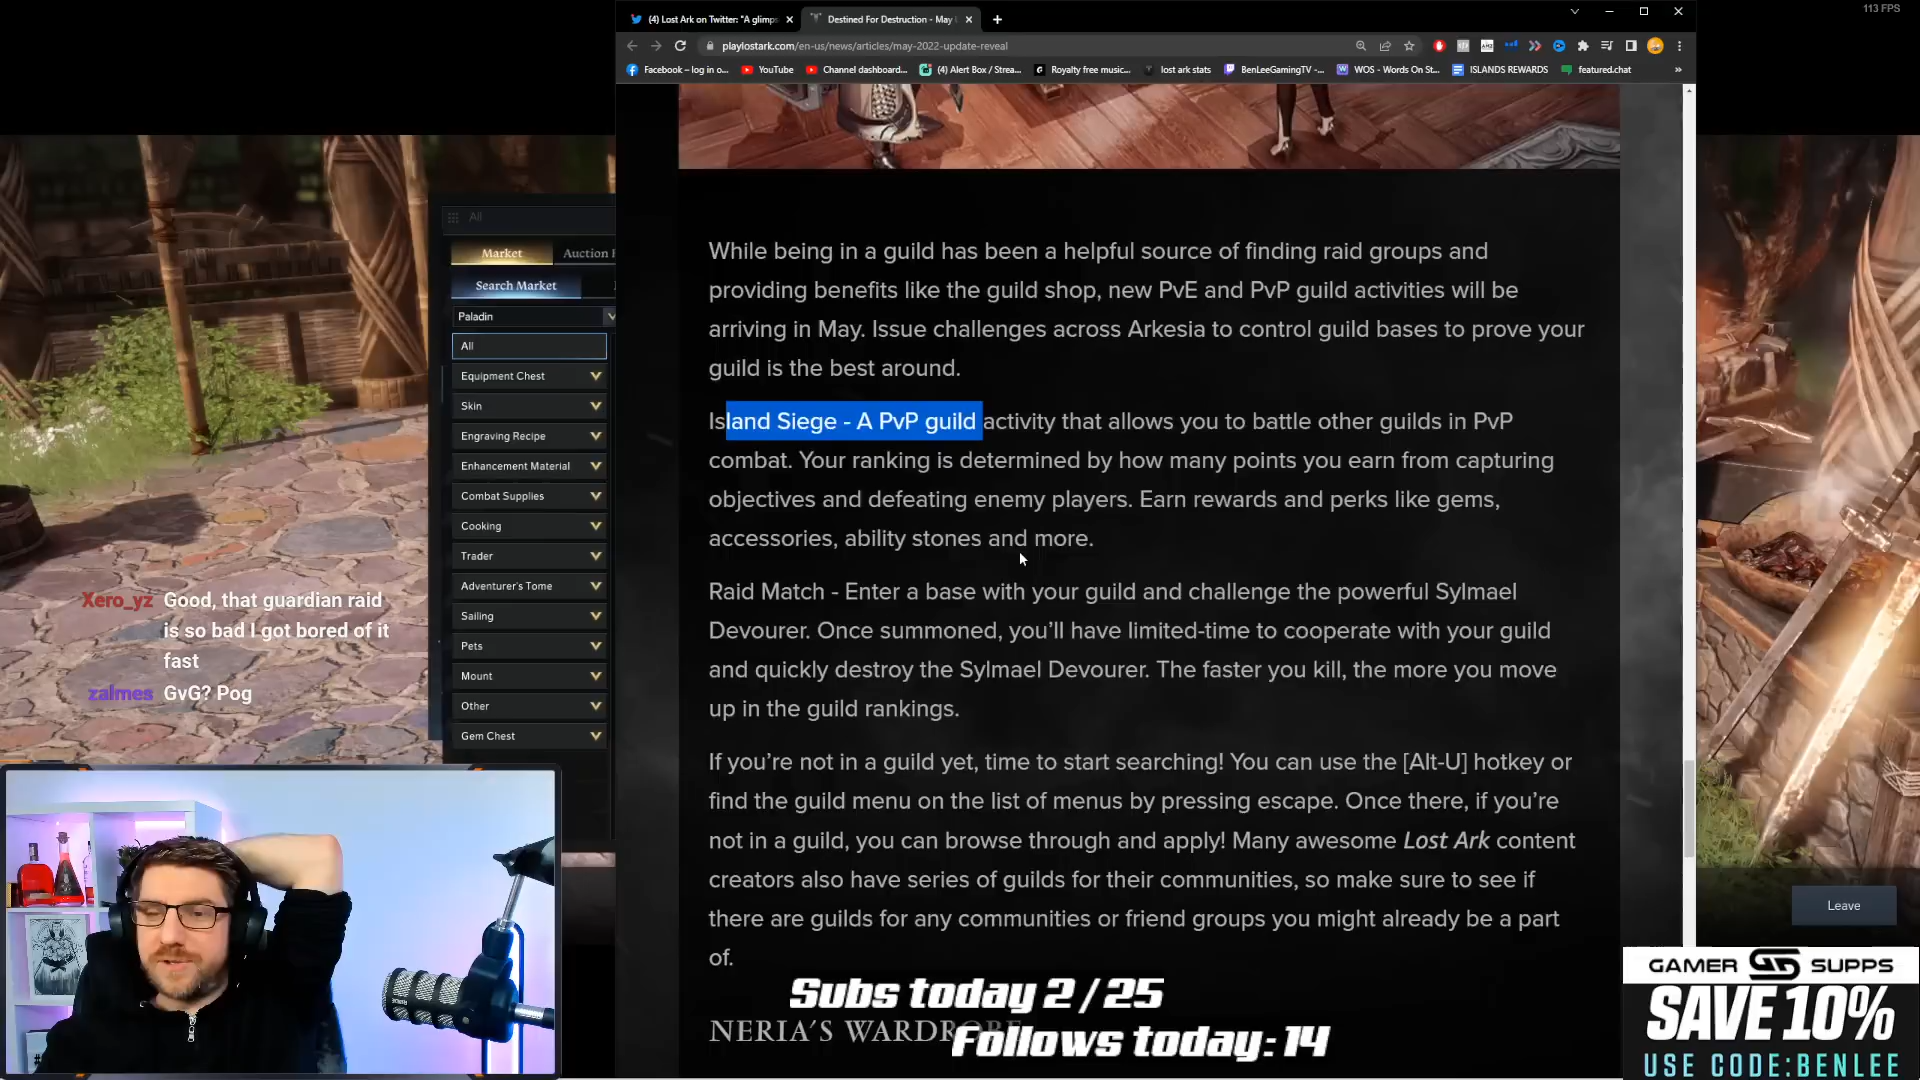 113 FPS
(4) Lost Ark on Twitter: "A glimps
Destined For Destruction - May U
playlostark.com/en-us/news/articles/may-2022-update-reveal
Facebook – log in o...
YouTube
Channel dashboard...
(4) Alert Box / Strea...
Royalty free music...
lost ark stats
BenLeeGamingTV -...
WOS - Words On St...
ISLANDS REWARDS
featured.chat
All
Market
Auction
Search Market
Paladin
All
Equipment Chest
Skin
Engraving Recipe
Enhancement Material
Combat Supplies
Cooking
Trader
Adventurer's Tome
Sailing
Pets
Mount
Other
Gem Chest
Xero_yz Good, that guardian raid
is so bad I got bored of it
fast
zalmes GvG? Pog
While being in a guild has been a helpful source of finding raid groups and
providing benefits like the guild shop, new PvE and PvP guild activities will be
arriving in May. Issue challenges across Arkesia to control guild bases to prove your
guild is the best around.
Island Siege - A PvP guild activity that allows you to battle other guilds in PvP
combat. Your ranking is determined by how many points you earn from capturing
objectives and defeating enemy players. Earn rewards and perks like gems,
accessories, ability stones and more.
Raid Match - Enter a base with your guild and challenge the powerful Sylmael
Devourer. Once summoned, you’ll have limited-time to cooperate with your guild
and quickly destroy the Sylmael Devourer. The faster you kill, the more you move
up in the guild rankings.
If you’re not in a guild yet, time to start searching! You can use the [Alt-U] hotkey or
find the guild menu on the list of menus by pressing escape. Once there, if you’re
not in a guild, you can browse through and apply! Many awesome Lost Ark content
creators also have series of guilds for their communities, so make sure to see if
there are guilds for any communities or friend groups you might already be a part
of.
NERIA’S WARDROBE
Subs today 2/25
Follows today: 14
Leave
GAMER GS SUPPS
SAVE 10%
USE CODE:BENLEE